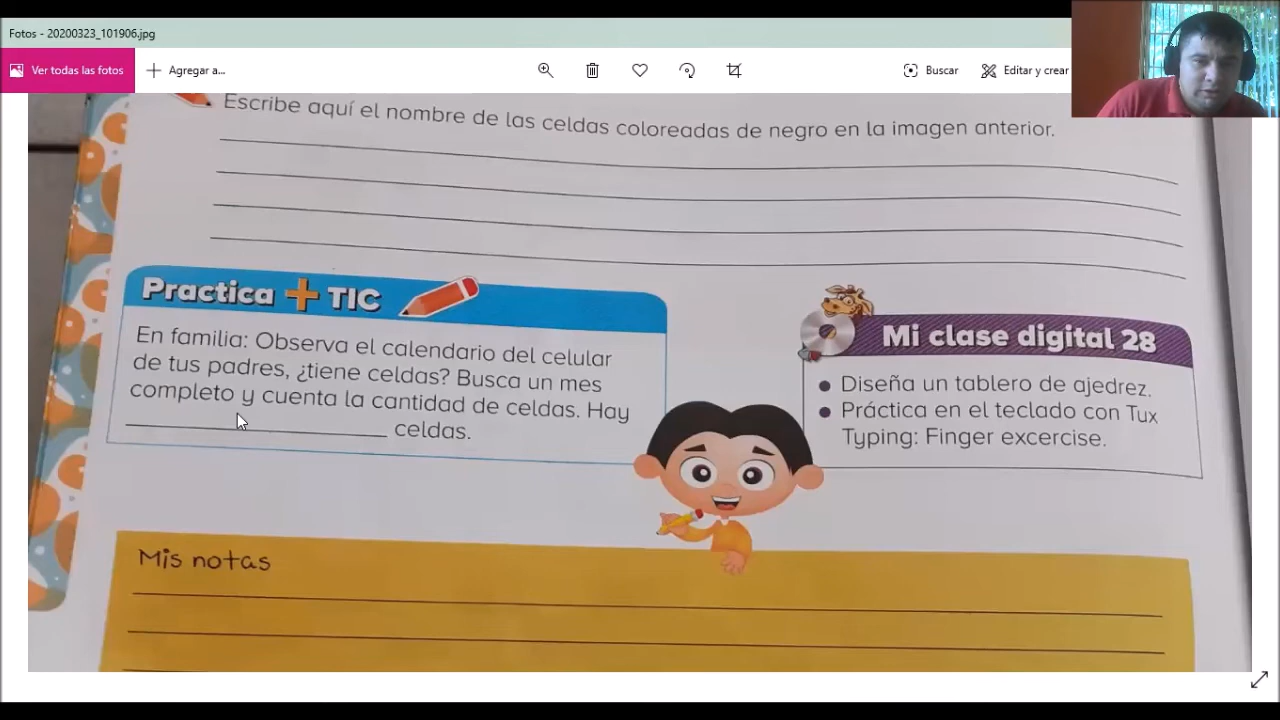 Fotos - 20200323_101906.jpg
Ver todas las fotos
Agregar a...
Buscar
Editar y crear
Escribe aquí el nombre de las celdas coloreadas de negro en la imagen anterior.
Practica + TIC
En familia: Observa el calendario del celular
de tus padres, ¿tiene celdas? Busca un mes
completo y cuenta la cantidad de celdas. Hay
celdas.
Mi clase digital 28
Diseña un tablero de ajedrez.
Práctica en el teclado con Tux
Typing: Finger excercise.
Mis notas